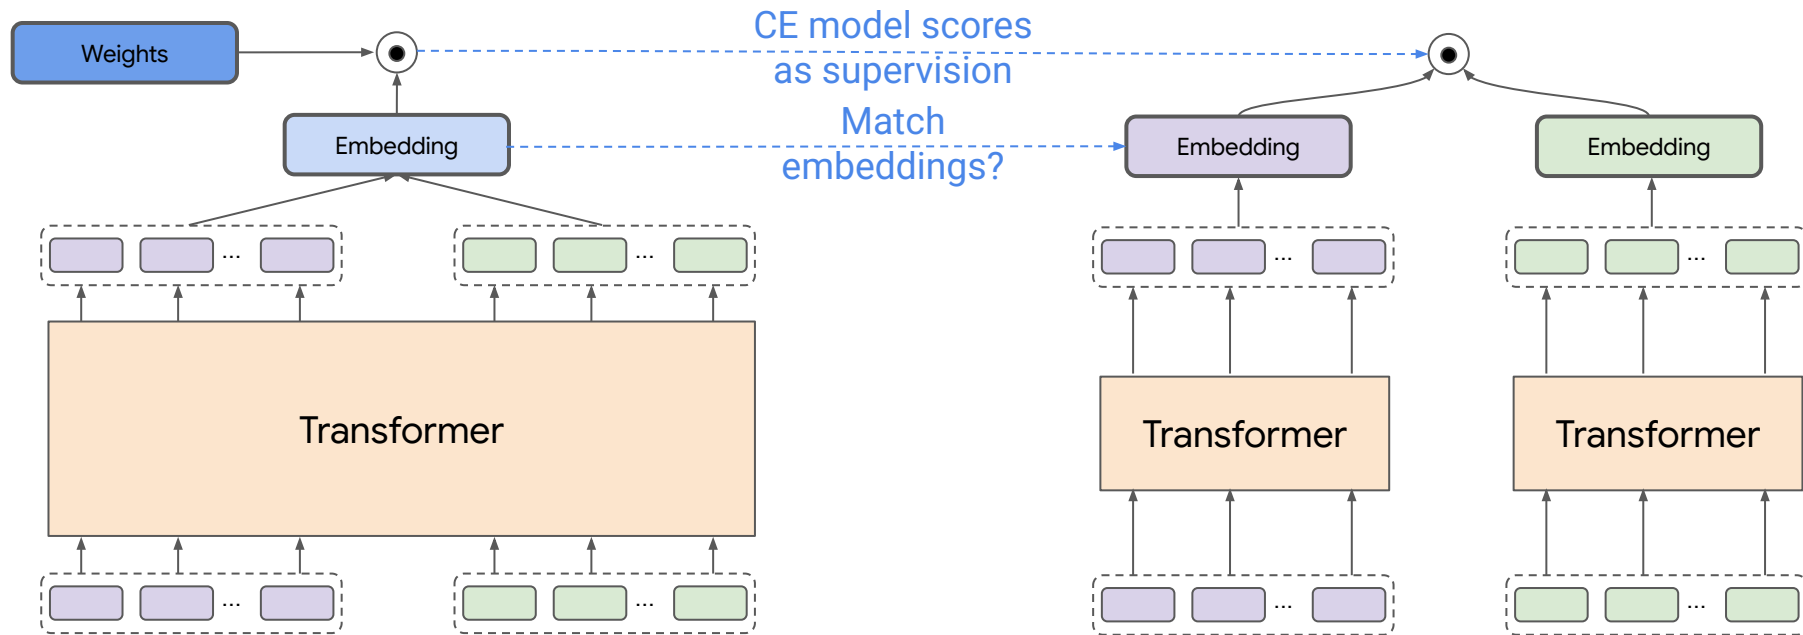 Weights
CE model scores
as supervision
Match
embeddings?
Embedding
Embedding
Embedding
...
...
...
...
Transformer
Transformer
Transformer
...
...
...
...